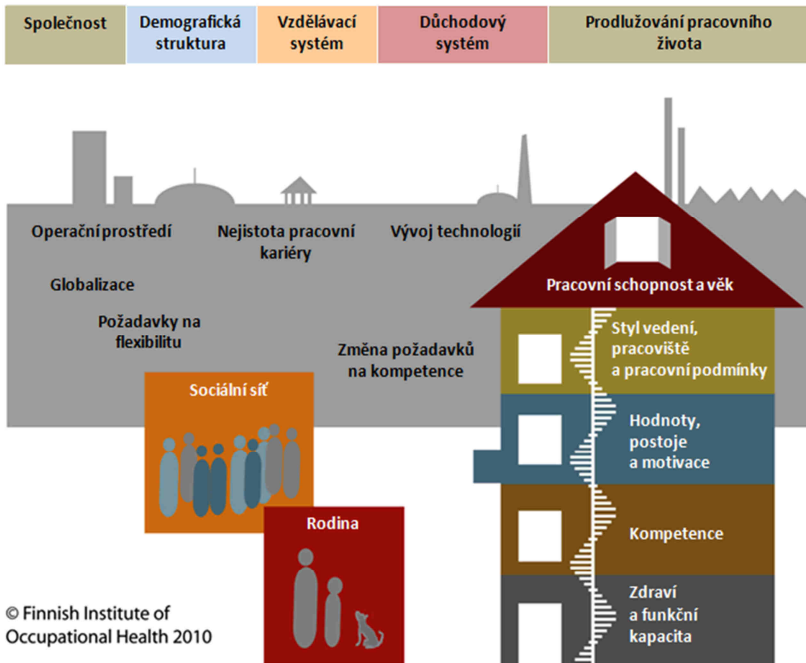 Společnost
Demografická
struktura
Vzdělávací
systém
Důchodový
systém
Prodlužování pracovního
života
Operační prostředí
Nejistota pracovní
kariéry
Vývoj technologií
Globalizace
Požadavky na
flexibilitu
Změna požadavků
na kompetence
Sociální síť
Rodina
Pracovní schopnost a věk
Styl vedení,
pracoviště
a pracovní podmínky
Hodnoty,
postoje
a motivace
Kompetence
Zdraví
a funkční
kapacita
© Finnish Institute of
Occupational Health 2010